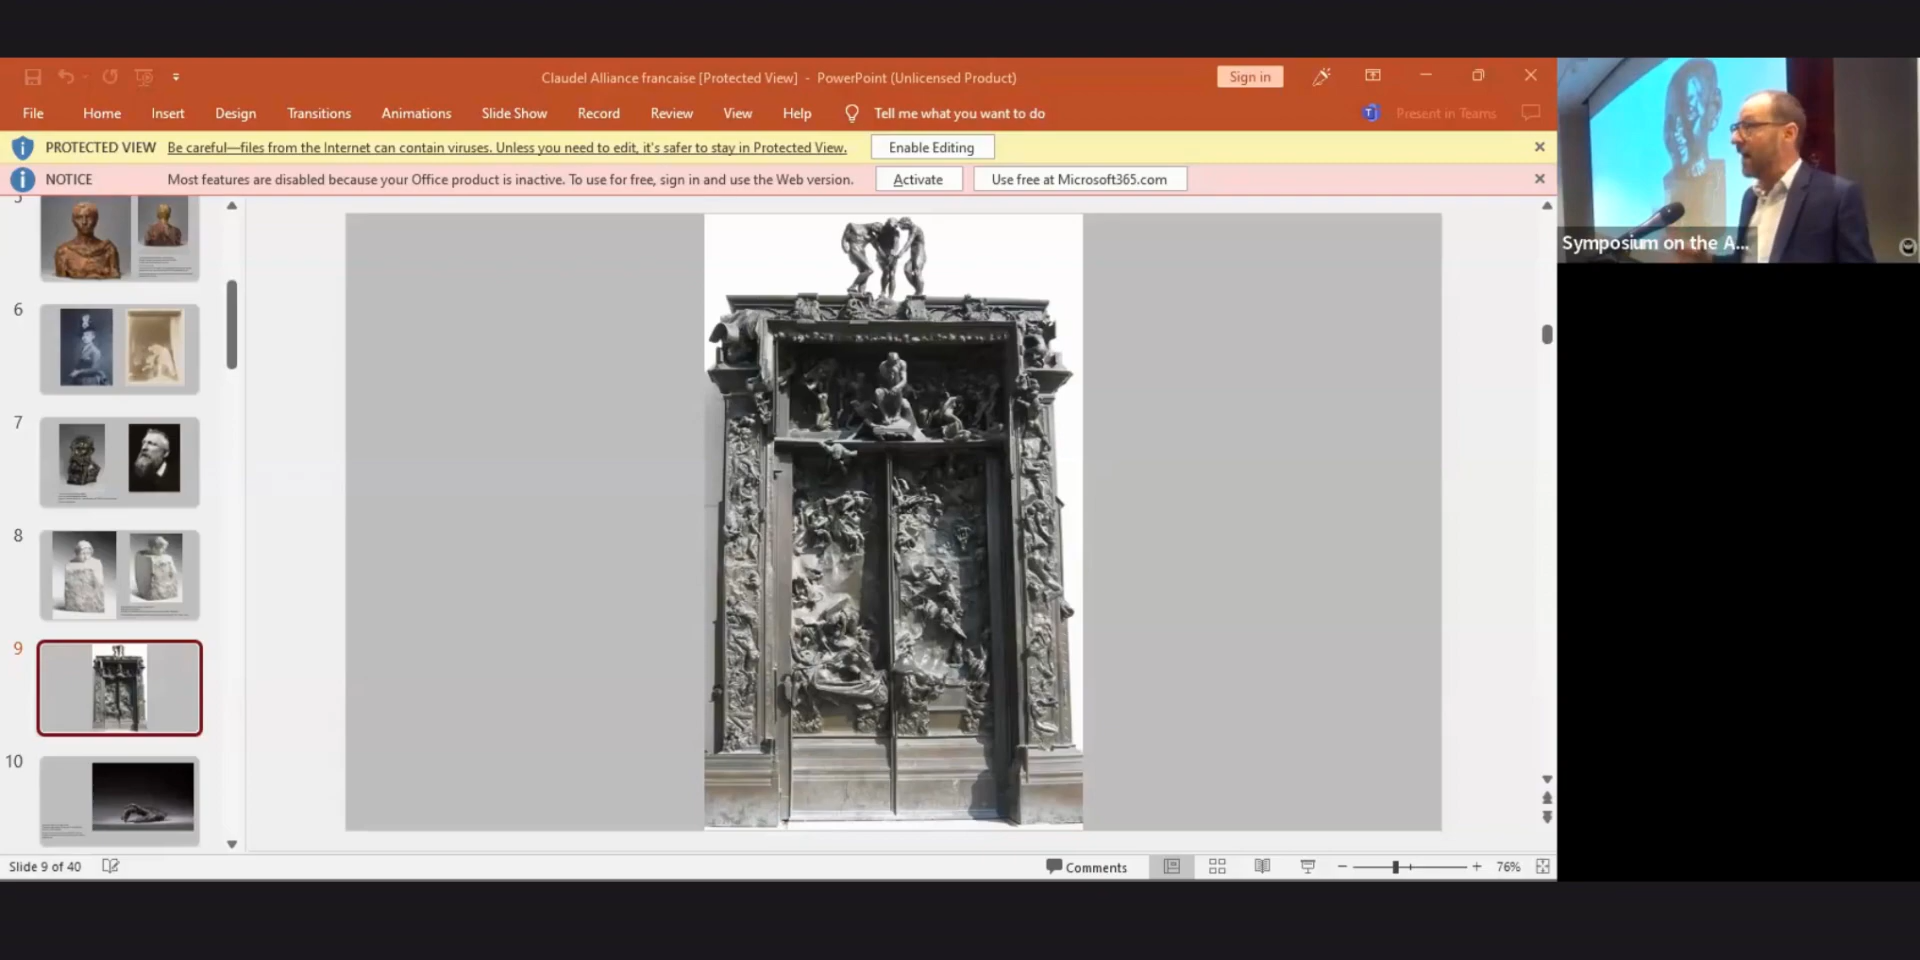 Claudel Alliance francaise [Protected View] - PowerPoint (Unlicensed Product)
Sign in
File Home Insert Design Transitions Animations Slide Show Record Review View Help Tell me what you want to do
Present in Teams
PROTECTED VIEW Be careful—files from the Internet can contain viruses. Unless you need to edit, it's safer to stay in Protected View. Enable Editing
NOTICE Most features are disabled because your Office product is inactive. To use for free, sign in and use the Web version. Activate Use free at Microsoft365.com
Symposium on the A...
5
6
7
8
9
10
Slide 9 of 40
Comments
76%